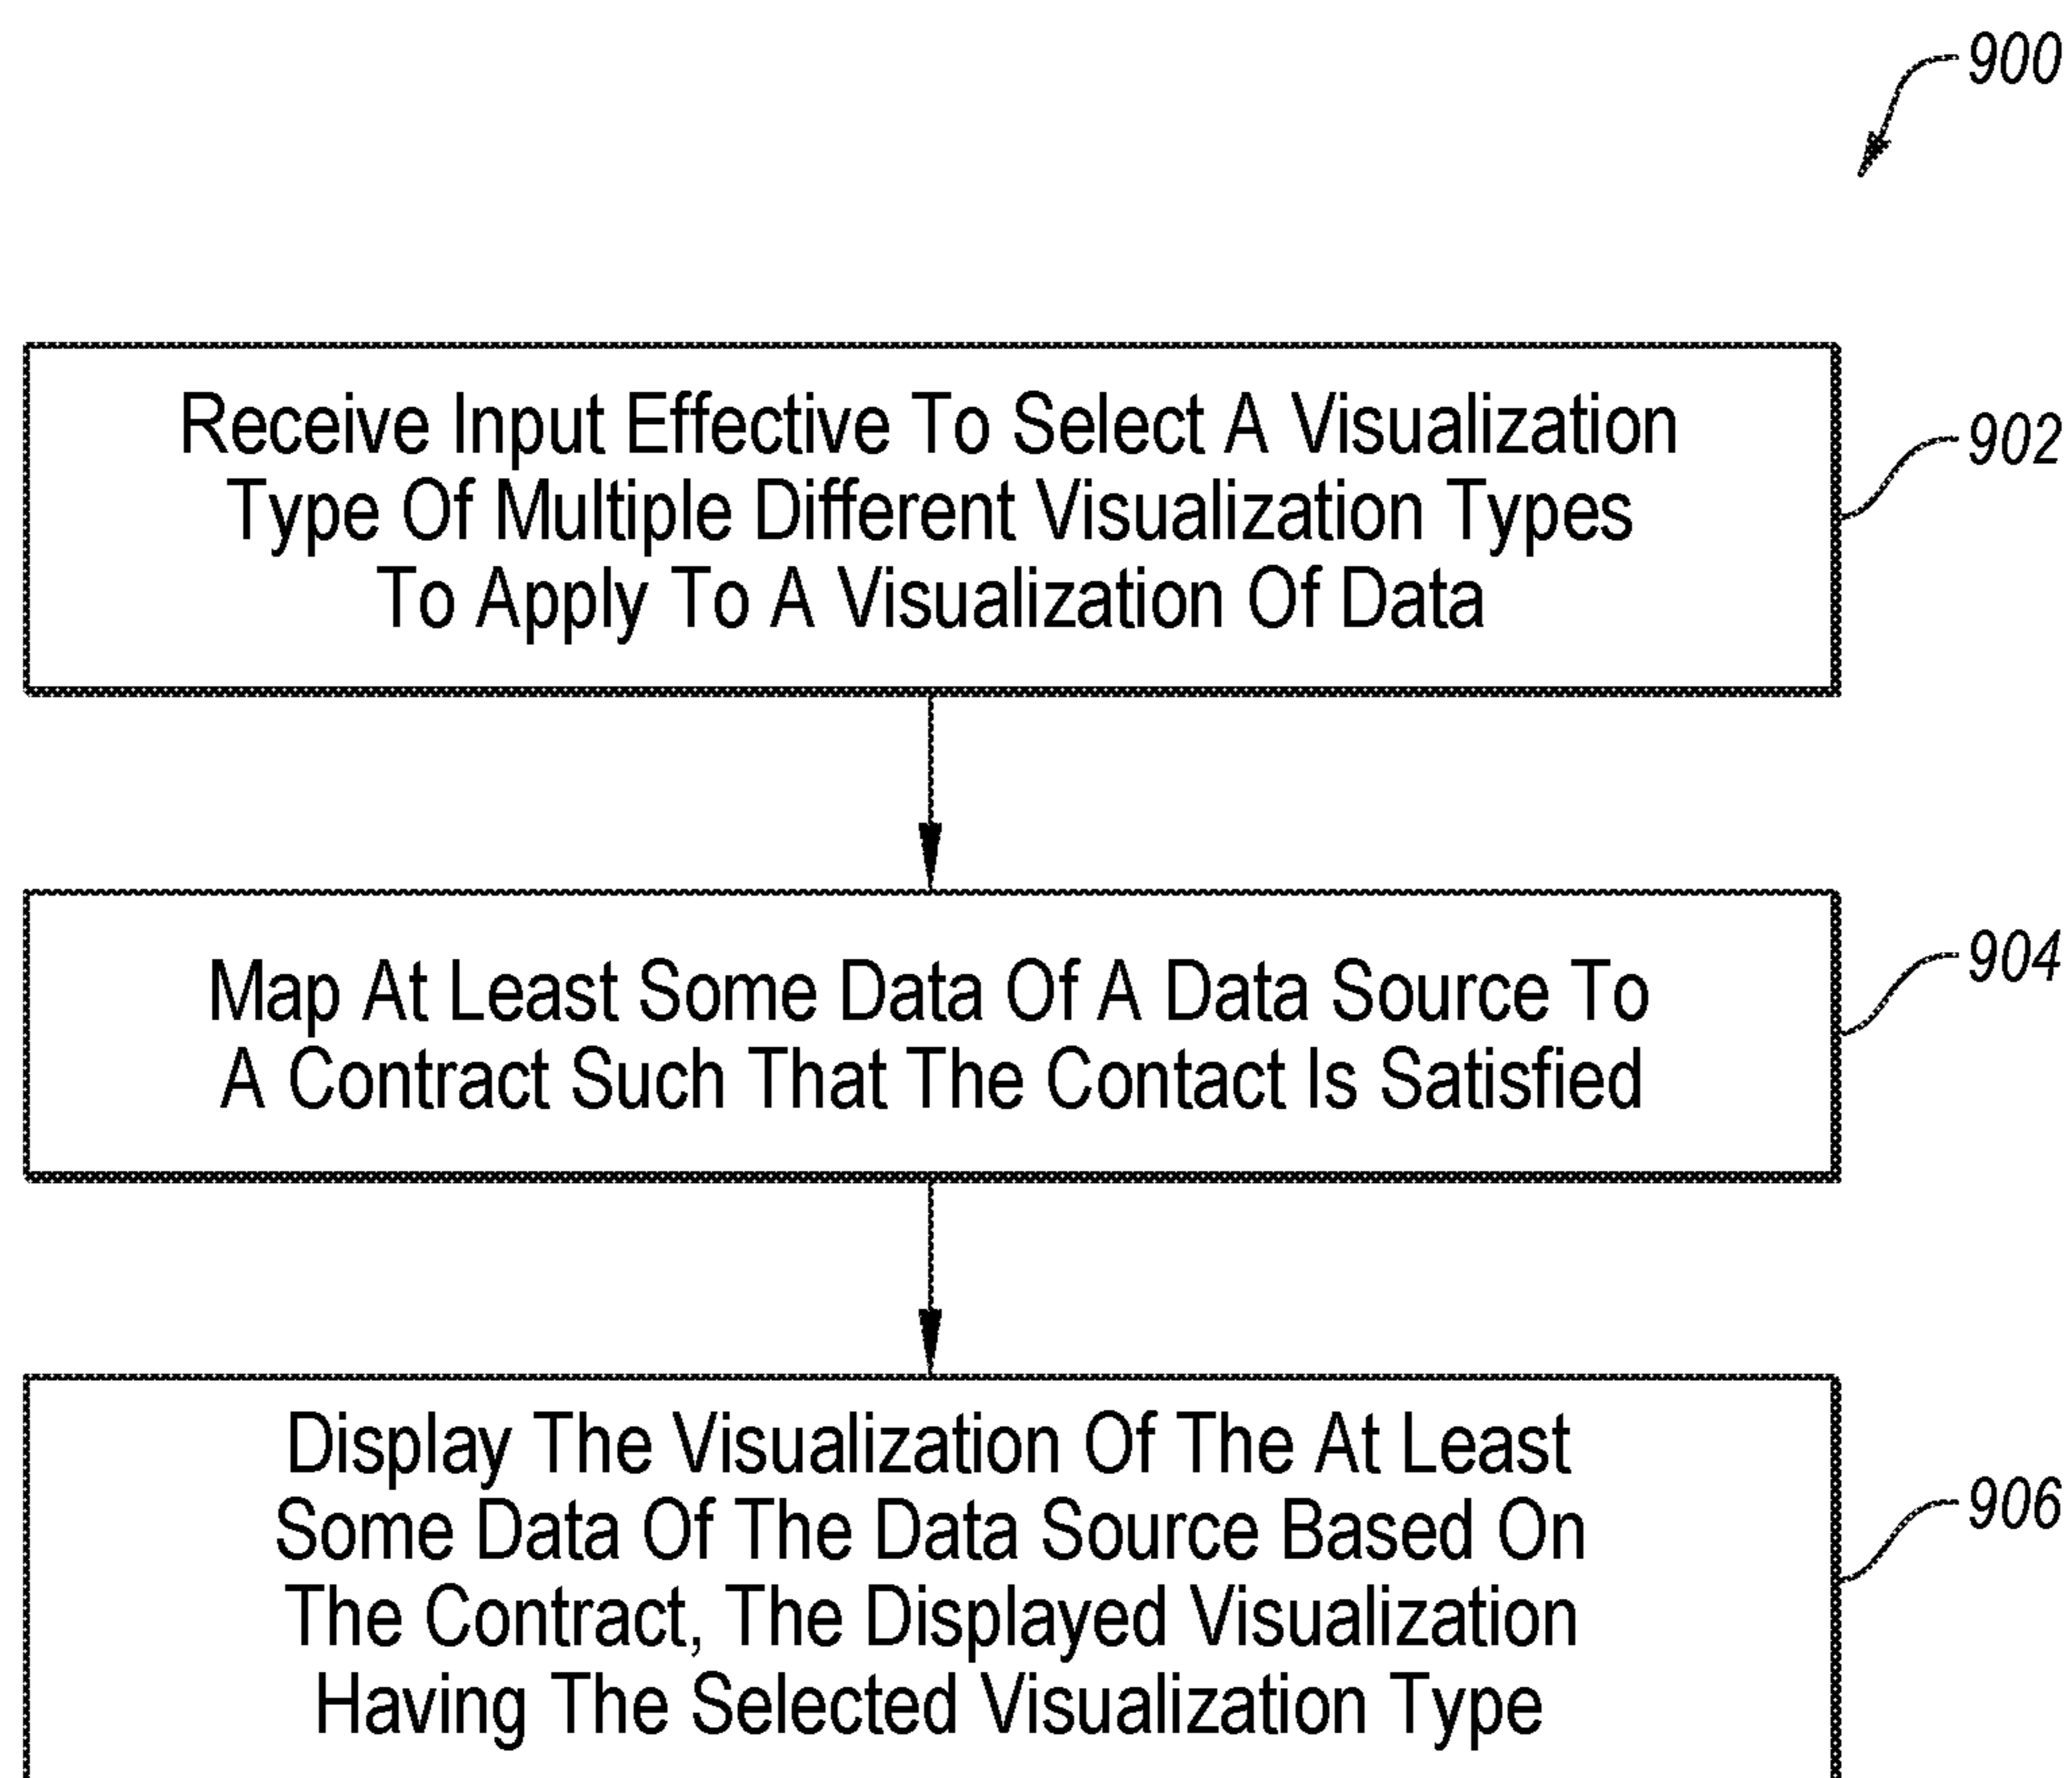 900
Receive Input Effective To Select A Visualization
Type Of Multiple Different Visualization Types
To Apply To A Visualization Of Data
902
Map At Least Some Data Of A Data Source To
A Contract Such That The Contact Is Satisfied
904
Display The Visualization Of The At Least
Some Data Of The Data Source Based On
The Contract, The Displayed Visualization
Having The Selected Visualization Type
906